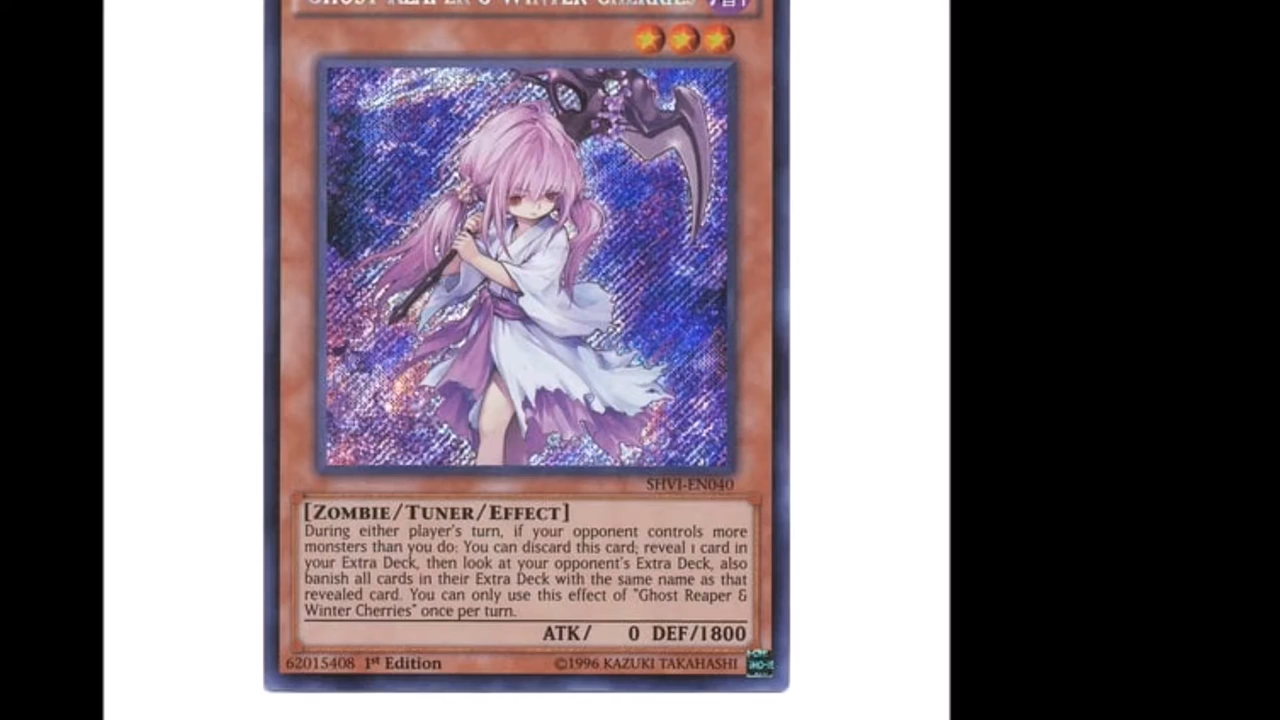 GHOST REAPER & WINTER CHERRIES
SHVI-EN040
[ZOMBIE/TUNER/EFFECT]
During either player's turn, if your opponent controls more
monsters than you do: You can discard this card; reveal 1 card in
your Extra Deck, then look at your opponent's Extra Deck, also
banish all cards in their Extra Deck with the same name as that
revealed card. You can only use this effect of "Ghost Reaper &
Winter Cherries" once per turn.
ATK/ 0 DEF/1800
62015408 1st Edition ©1996 KAZUKI TAKAHASHI